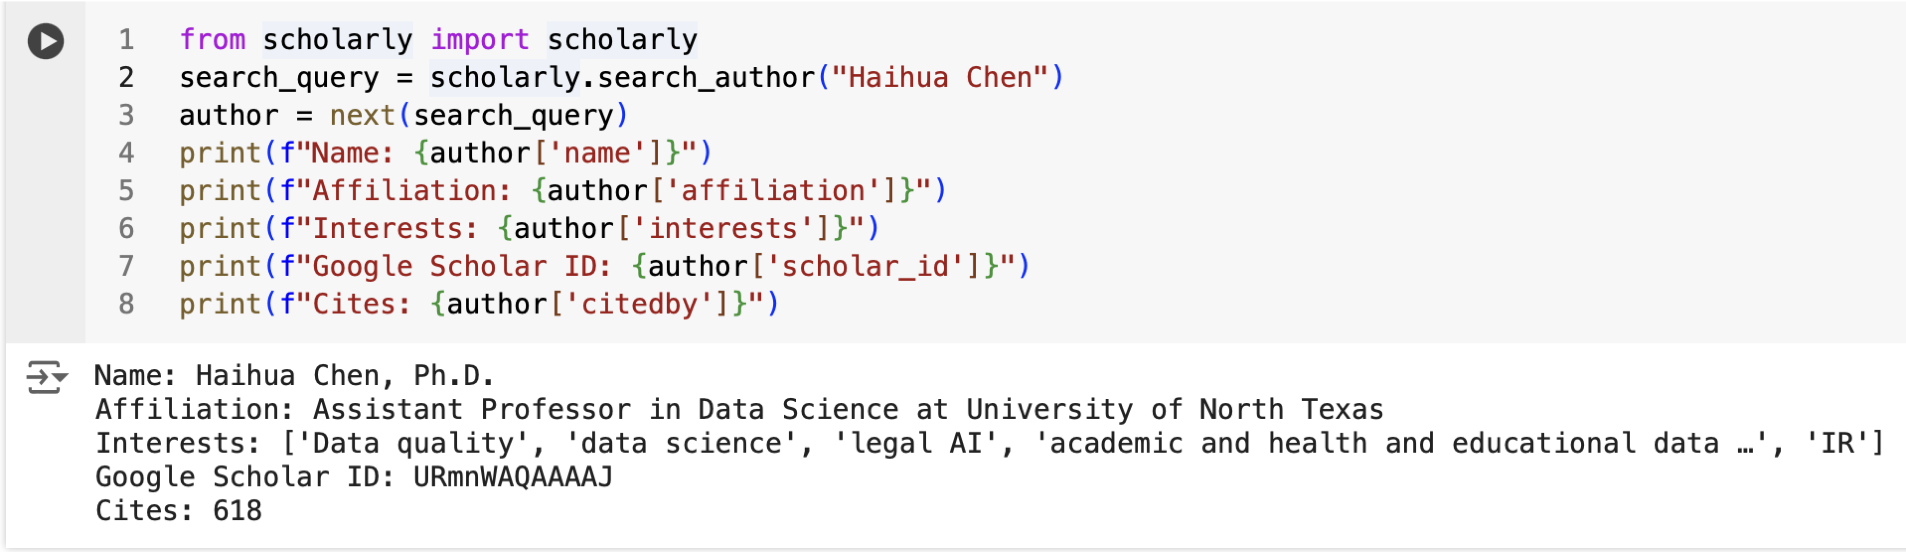 1 from scholarly import scholarly
2 search_query = scholarly.search_author("Haihua Chen")
3 author = next(search_query)
4 print(f"Name: {author['name']}")
5 print(f"Affiliation: {author['affiliation']}")
6 print(f"Interests: {author['interests']}")
7 print(f"Google Scholar ID: {author['scholar_id']}")
8 print(f"Cites: {author['citedby']}")
Name: Haihua Chen, Ph.D.
Affiliation: Assistant Professor in Data Science at University of North Texas
Interests: ['Data quality', 'data science', 'legal AI', 'academic and health and educational data …', 'IR']
Google Scholar ID: URmnWAQAAAAJ
Cites: 618